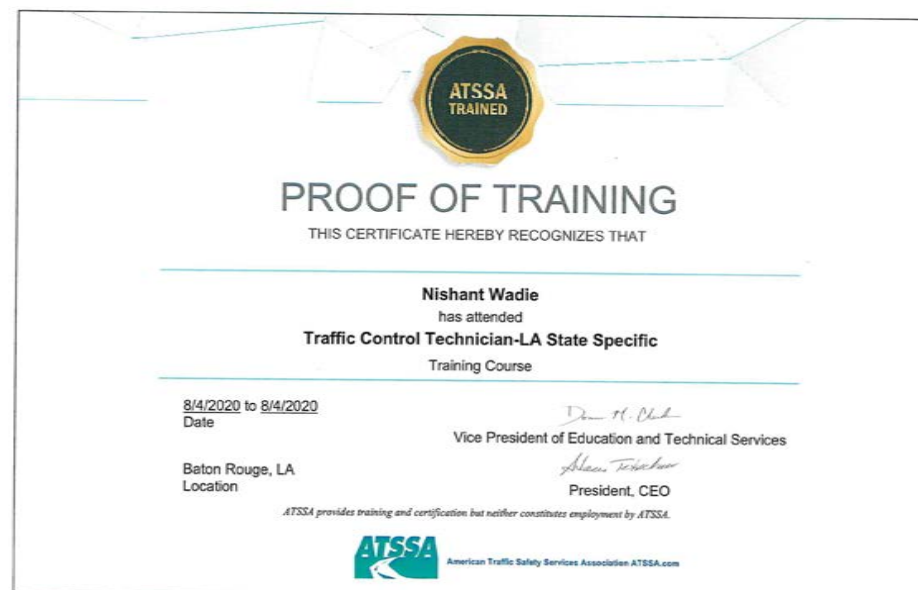 ATSSA
TRAINED
PROOF OF TRAINING
THIS CERTIFICATE HEREBY RECOGNIZES THAT
Nishant Wadie
has attended
Traffic Control Technician-LA State Specific
Training Course
8/4/2020 to 8/4/2020
Date
Vice President of Education and Technical Services
Baton Rouge, LA
Location
President, CEO
ATSSA provides training and certification but neither constitutes employment by ATSSA.
ATSSA
American Traffic Safety Services Association ATSSA.com